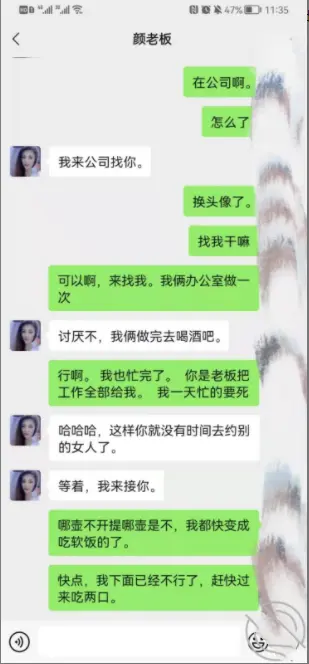 47% 11:35
颜老板
在公司啊。
怎么了
我来公司找你。
换头像了。
找我干嘛
可以啊，来找我。我俩办公室做一
次
讨厌不，我俩做完去喝酒吧。
行啊。 我也忙完了。 你是老板把
工作全部给我。 我一天忙的要死
哈哈哈，这样你就没有时间去约别
的女人了。
等着，我来接你。
哪壶不开提哪壶是不，我都快变成
吃软饭的了。
快点，我下面已经不行了，赶快过
来吃两口。